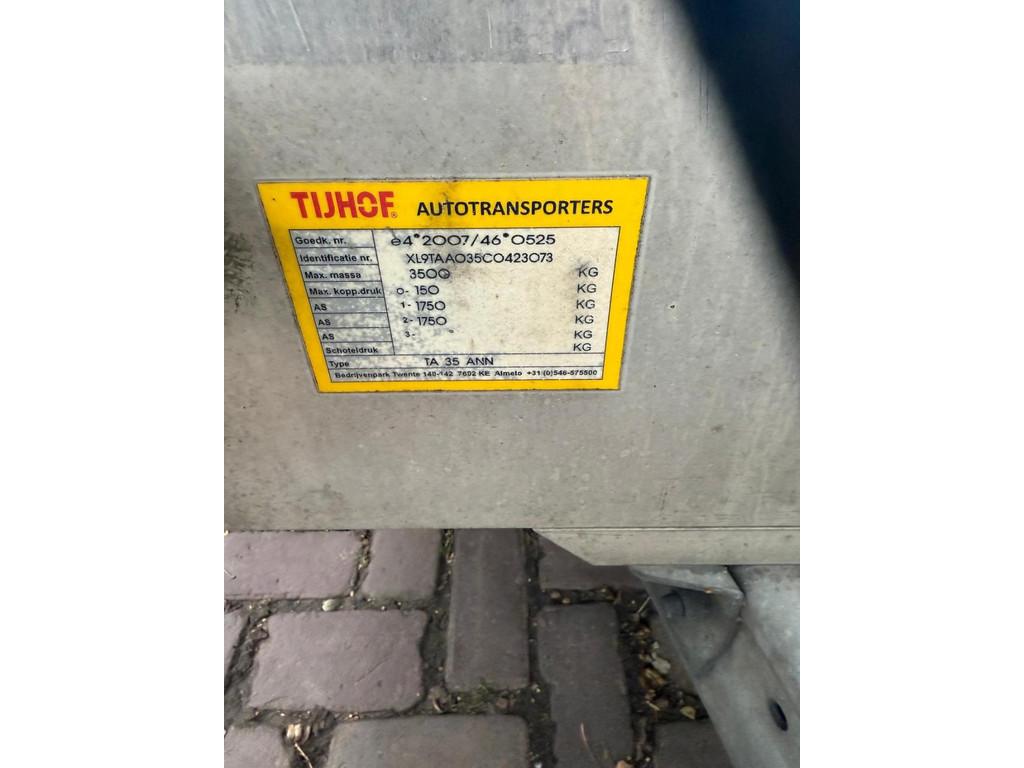 TIJHOF® AUTOTRANSPORTERS
Goedk. nr. e4*2007/46*0525
Identificatie nr. XL9TAA035C0423073
Max. massa 3500 KG
Max. kopp.druk 0- 150 KG
AS 1- 1750 KG
AS 2- 1750 KG
AS 3- KG
Schoteldruk KG
Type TA 35 ANN
Bedrijvenpark Twente 140-142 7602 KE Almelo +31 (0)546-575500